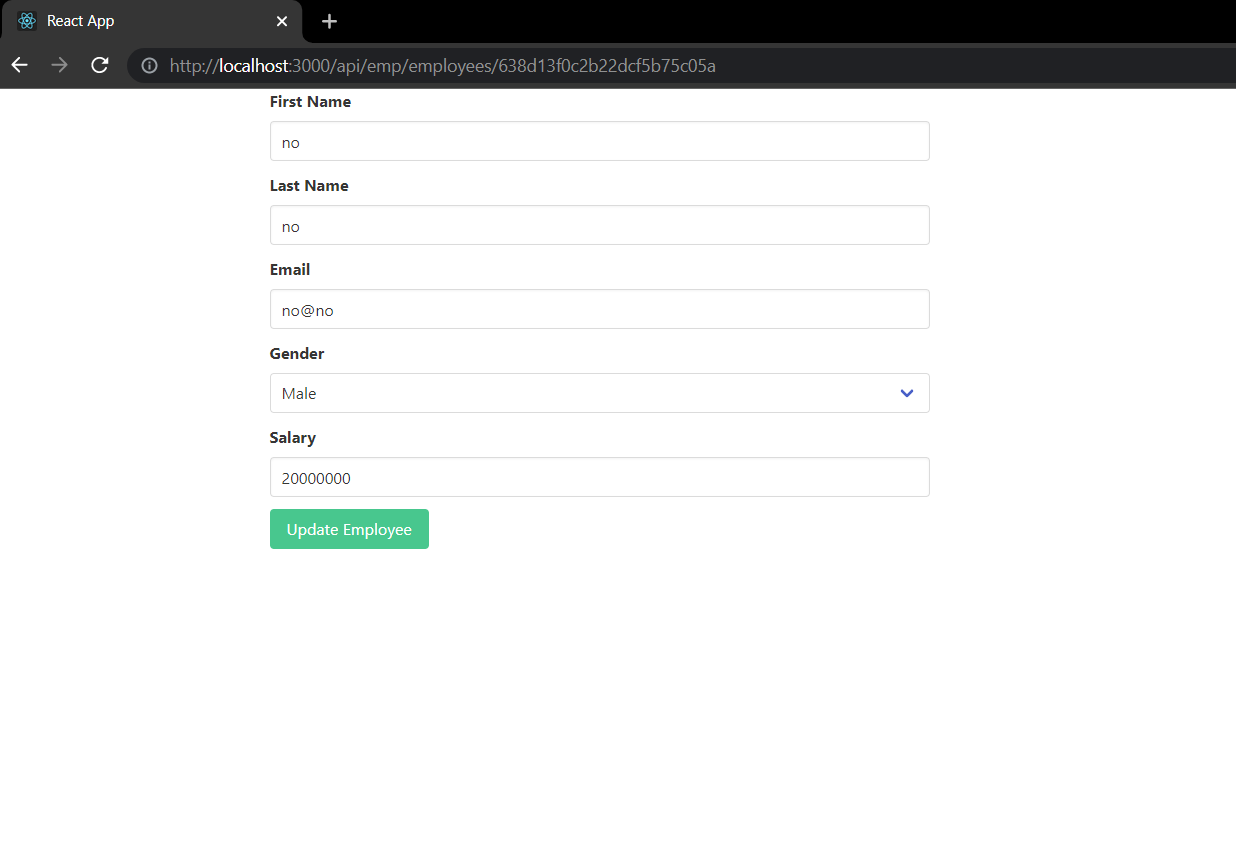 React App
http://localhost:3000/api/emp/employees/638d13f0c2b22dcf5b75c05a
First Name
no
Last Name
no
Email
no@no
Gender
Male
Salary
20000000
Update Employee